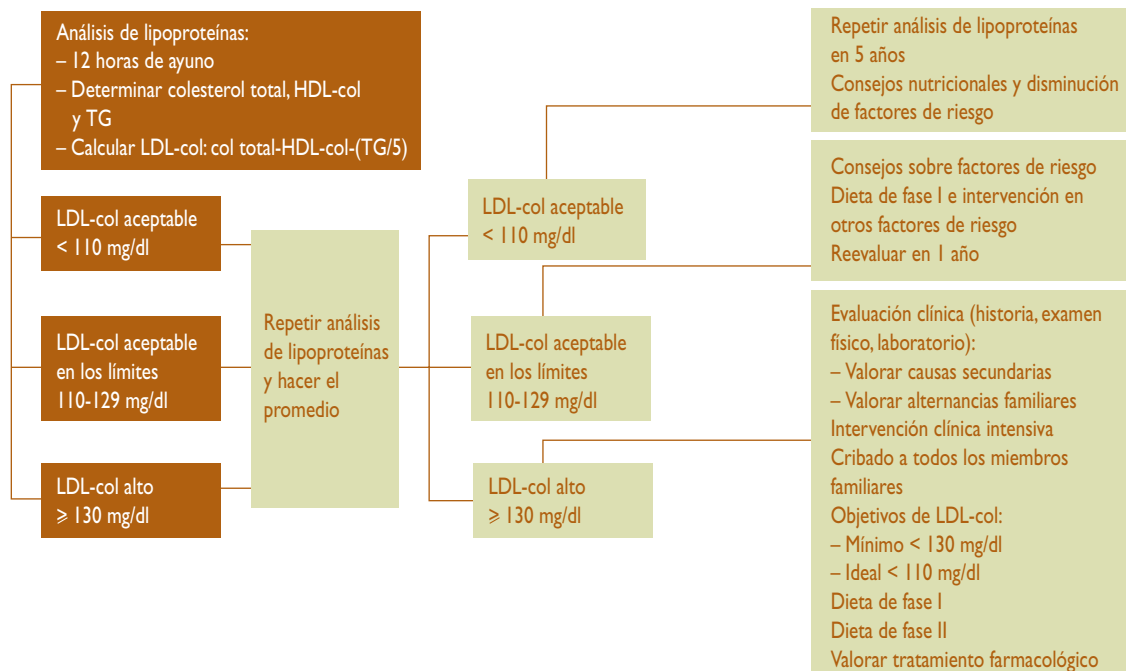 Análisis de lipoproteínas:
– 12 horas de ayuno
– Determinar colesterol total, HDL-col
y TG
– Calcular LDL-col: col total-HDL-col-(TG/5)
LDL-col aceptable
< 110 mg/dl
LDL-col aceptable
en los límites
110-129 mg/dl
LDL-col alto
⩾ 130 mg/dl
Repetir análisis
de lipoproteínas
y hacer el
promedio
LDL-col aceptable
< 110 mg/dl
LDL-col aceptable
en los límites
110-129 mg/dl
LDL-col alto
⩾ 130 mg/dl
Repetir análisis de lipoproteínas
en 5 años
Consejos nutricionales y disminución
de factores de riesgo
Consejos sobre factores de riesgo
Dieta de fase I e intervención en
otros factores de riesgo
Reevaluar en 1 año
Evaluación clínica (historia, examen
físico, laboratorio):
– Valorar causas secundarias
– Valorar alternancias familiares
Intervención clínica intensiva
Cribado a todos los miembros
familiares
Objetivos de LDL-col:
– Mínimo < 130 mg/dl
– Ideal < 110 mg/dl
Dieta de fase I
Dieta de fase II
Valorar tratamiento farmacológico